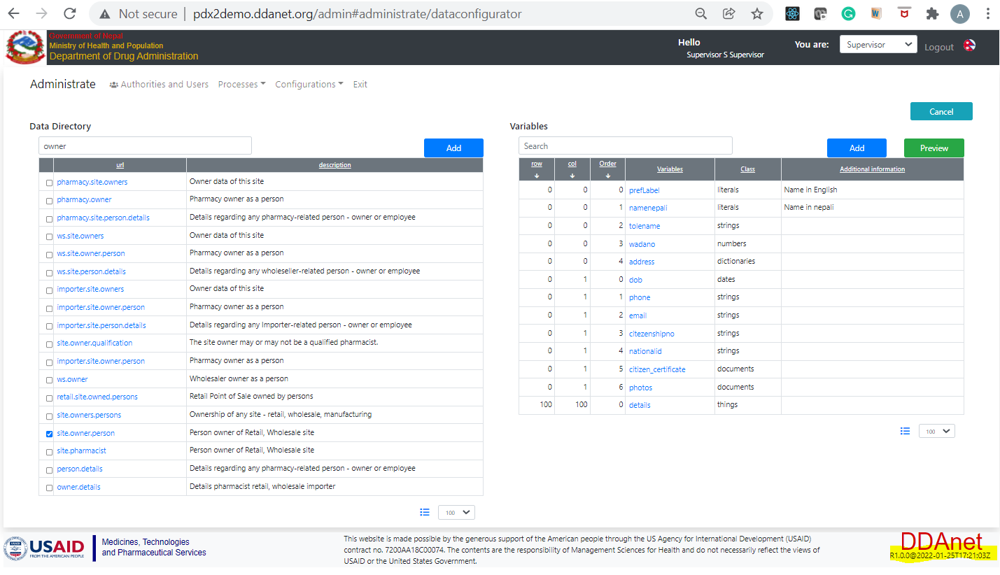 Not secure | pdx2demo.ddanet.org/admin#administrate/dataconfigurator
A
Government of Nepal
Ministry of Health and Population
Department of Drug Administration
Hello
Supervisor S Supervisor
You are:
Supervisor
Logout
Administrate
Authorities and Users
Processes
Configurations
Exit
Cancel
Data Directory
owner
Add
url description
pharmacy.site.owners Owner data of this site
pharmacy.owner Pharmacy owner as a person
pharmacy.site.person.details Details regarding any pharmacy-related person - owner or employee
ws.site.owners Owner data of this site
ws.site.owner.person Pharmacy owner as a person
ws.site.person.details Details regarding any wholeseller-related person - owner or employee
importer.site.owners Owner data of this site
importer.site.owner.person Pharmacy owner as a person
importer.site.person.details Details regarding any Importer-related person - owner or employee
site.owner.qualification The site owner may or may not be a qualified pharmacist.
importer.site.owner.person Pharmacy owner as a person
ws.owner Wholesaler owner as a person
retail.site.owned.persons Retail Point of Sale owned by persons
site.owners.persons Ownership of any site - retail, wholesale, manufacturing
site.owner.person Person owner of Retail, Wholesale site
site.pharmacist Person owner of Retail, Wholesale site
person.details Details regarding any pharmacy-related person - owner or employee
owner.details Details pharmacist retail, wholesale importer
100
Variables
Search
Add
Preview
row col Order Variables Class Additional information
0 0 0 prefLabel literals Name in English
0 0 1 namenepali literals Name in nepali
0 0 2 tolename strings
0 0 3 wadano numbers
0 0 4 address dictionaries
0 1 0 dob dates
0 1 1 phone strings
0 1 2 email strings
0 1 3 citezenshipno strings
0 1 4 nationalid strings
0 1 5 citizen_certificate documents
0 1 6 photos documents
100 100 0 details things
100
USAID
FROM THE AMERICAN PEOPLE
Medicines, Technologies
and Pharmaceutical Services
This website is made possible by the generous support of the American people through the US Agency for International Development (USAID)
contract no. 7200AA18C00074. The contents are the responsibility of Management Sciences for Health and do not necessarily reflect the views of
USAID or the United States Government.
DDAnet
R1.0.0@2022-01-25T17:21:03Z